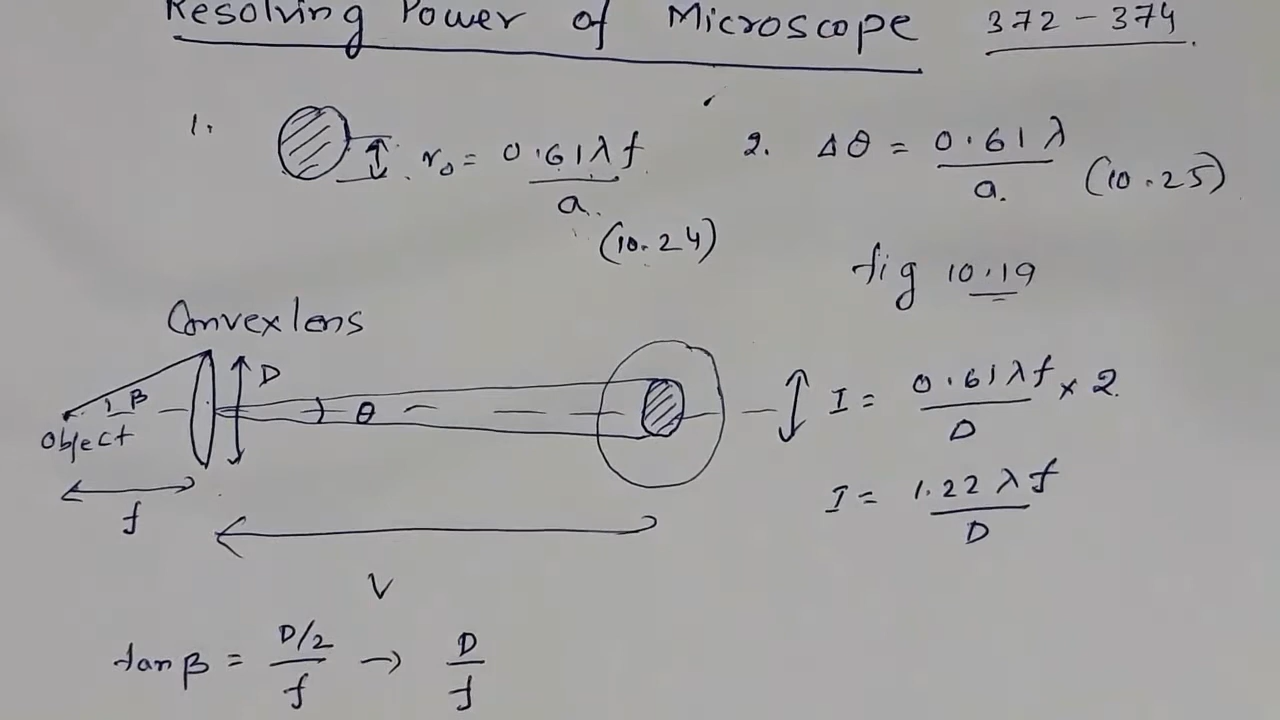 Resolving Power of Microscope 372 - 374
1. r₀ = 0.61λf / a. (10.24)
2. Δθ = 0.61λ / a. (10.25)
fig 10.19
Convex lens
β D θ
object
I = 0.61λf / D × 2
I = 1.22λf / D
f
V
tanβ = D/2 / f → D / f